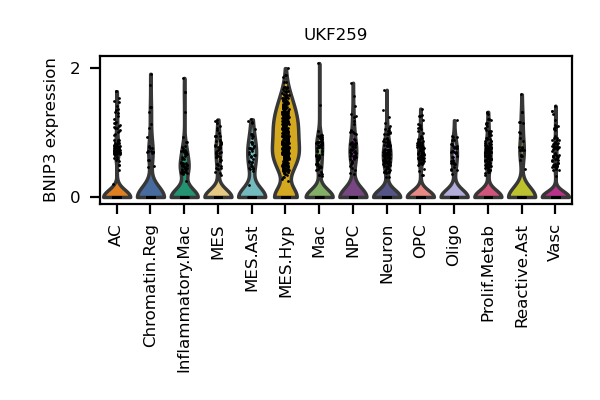 UKF259
BNIP3 expression
2
0
AC
Chromatin.Reg
Inflammatory.Mac
MES
MES.Ast
MES.Hyp
Mac
NPC
Neuron
OPC
Oligo
Prolif.Metab
Reactive.Ast
Vasc